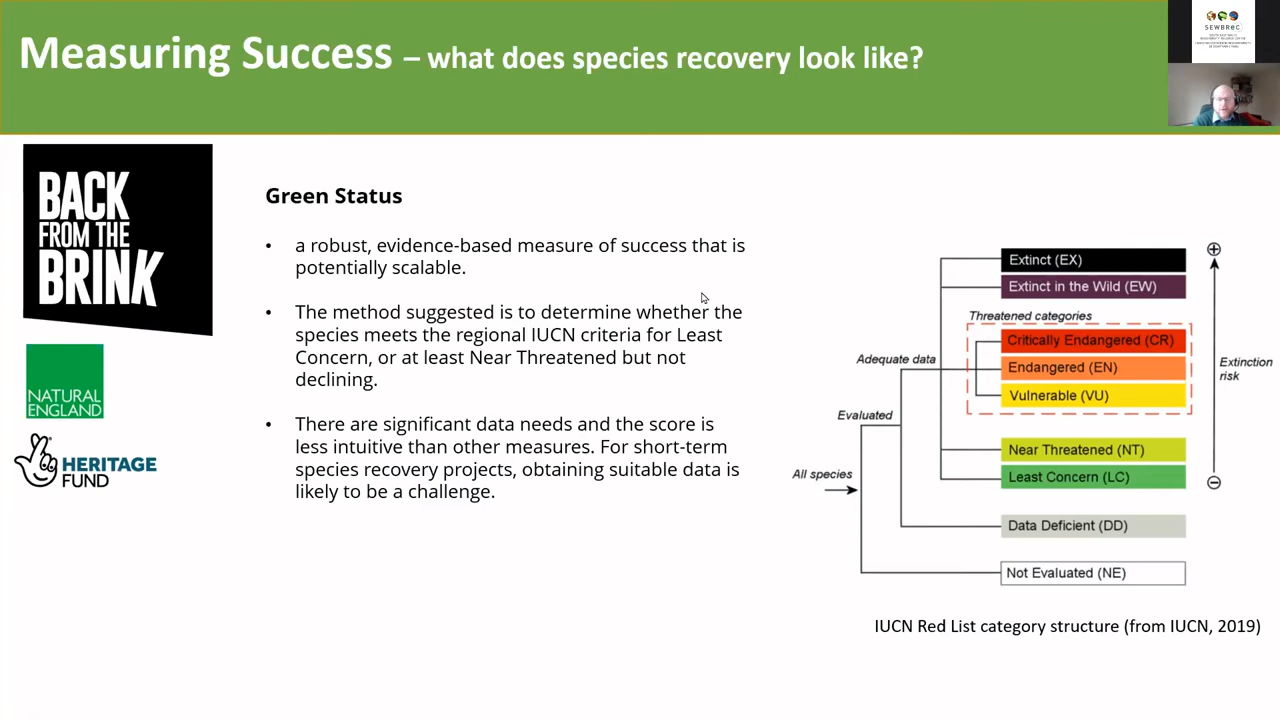 Measuring Success – what does species recovery look like?
SEWBReC
BACK
FROM THE
BRINK
NATURAL
ENGLAND
HERITAGE
FUND
Green Status
• a robust, evidence-based measure of success that is
potentially scalable.
• The method suggested is to determine whether the
species meets the regional IUCN criteria for Least
Concern, or at least Near Threatened but not
declining.
• There are significant data needs and the score is
less intuitive than other measures. For short-term
species recovery projects, obtaining suitable data is
likely to be a challenge.
Extinct (EX)
Extinct in the Wild (EW)
Threatened categories
Critically Endangered (CR)
Adequate data
Endangered (EN)
Extinction
risk
Vulnerable (VU)
Evaluated
Near Threatened (NT)
All species
Least Concern (LC)
Data Deficient (DD)
Not Evaluated (NE)
IUCN Red List category structure (from IUCN, 2019)